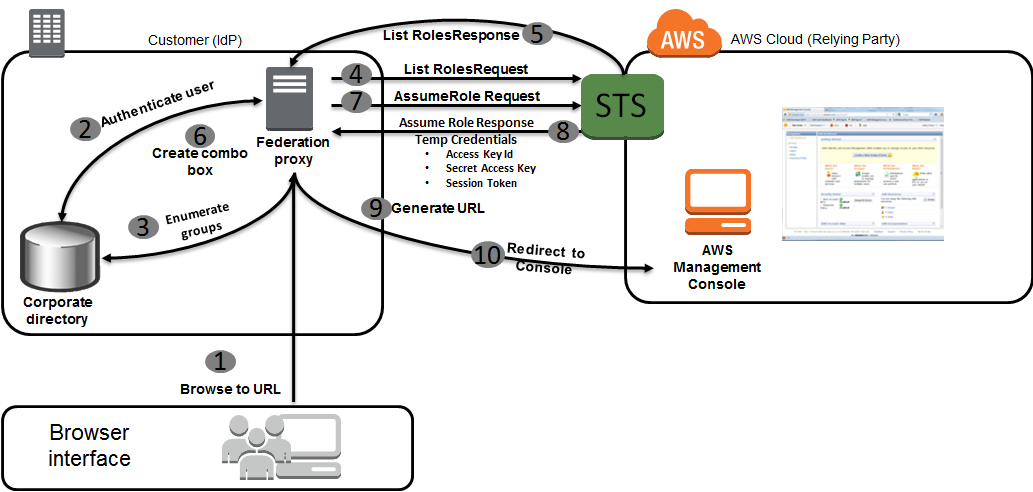 Customer (IdP)
List RolesResponse
5
AWS
AWS Cloud (Relying Party)
4
List RolesRequest
2
Authenticate user
7
AssumeRole Request
STS
Assume Role Response
8
6
Create combo
box
Federation
proxy
Temp Credentials
• Access Key Id
• Secret Access Key
• Session Token
3
Enumerate
groups
9
Generate URL
10
Redirect to
Console
AWS
Management
Console
Corporate
directory
1
Browse to URL
Browser
interface